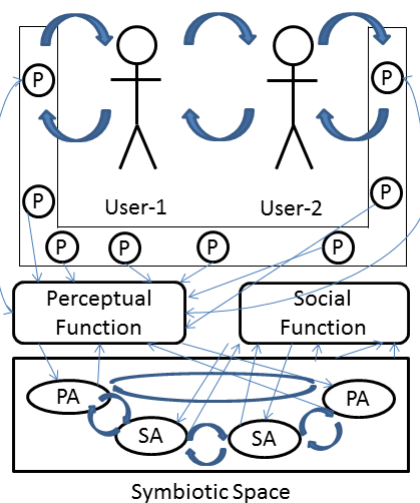 P
P
User-1
User-2
P
P
P
P
P
P
Perceptual
Function
Social
Function
PA
PA
SA
SA
Symbiotic Space